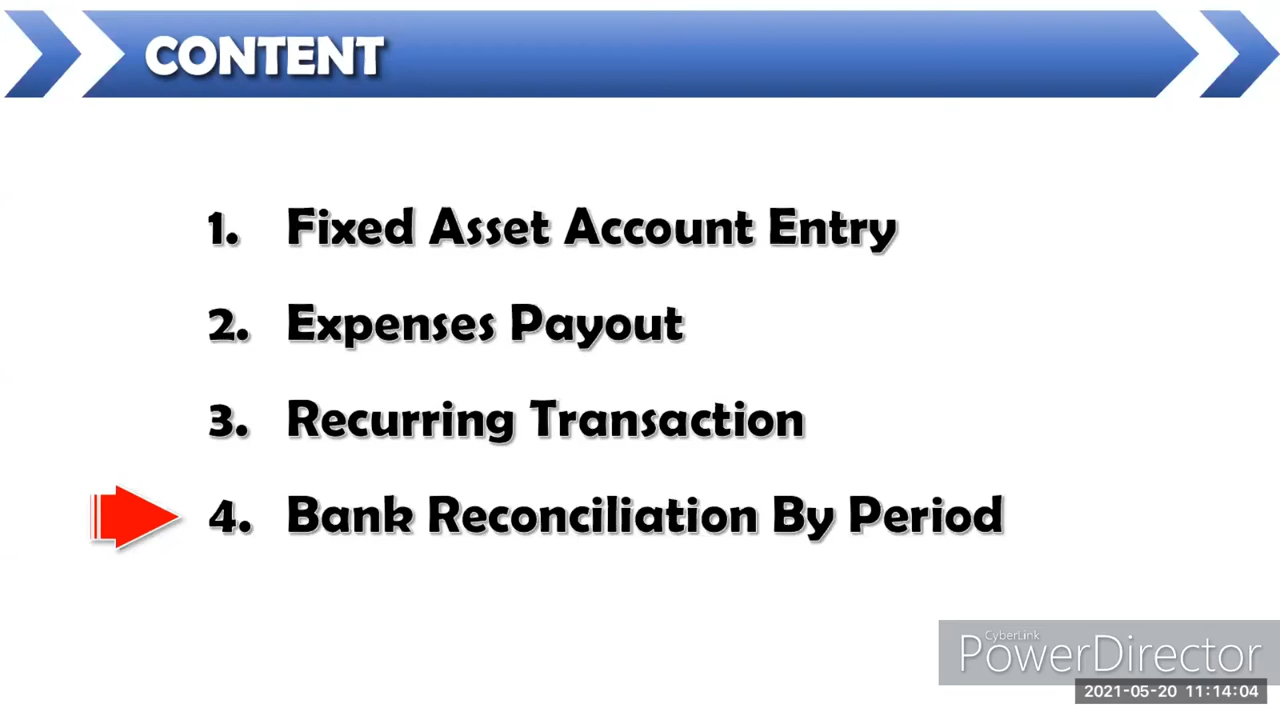 CONTENT
1. Fixed Asset Account Entry
2. Expenses Payout
3. Recurring Transaction
4. Bank Reconciliation By Period
CyberLink
PowerDirector
2021-05-20 11:14:04